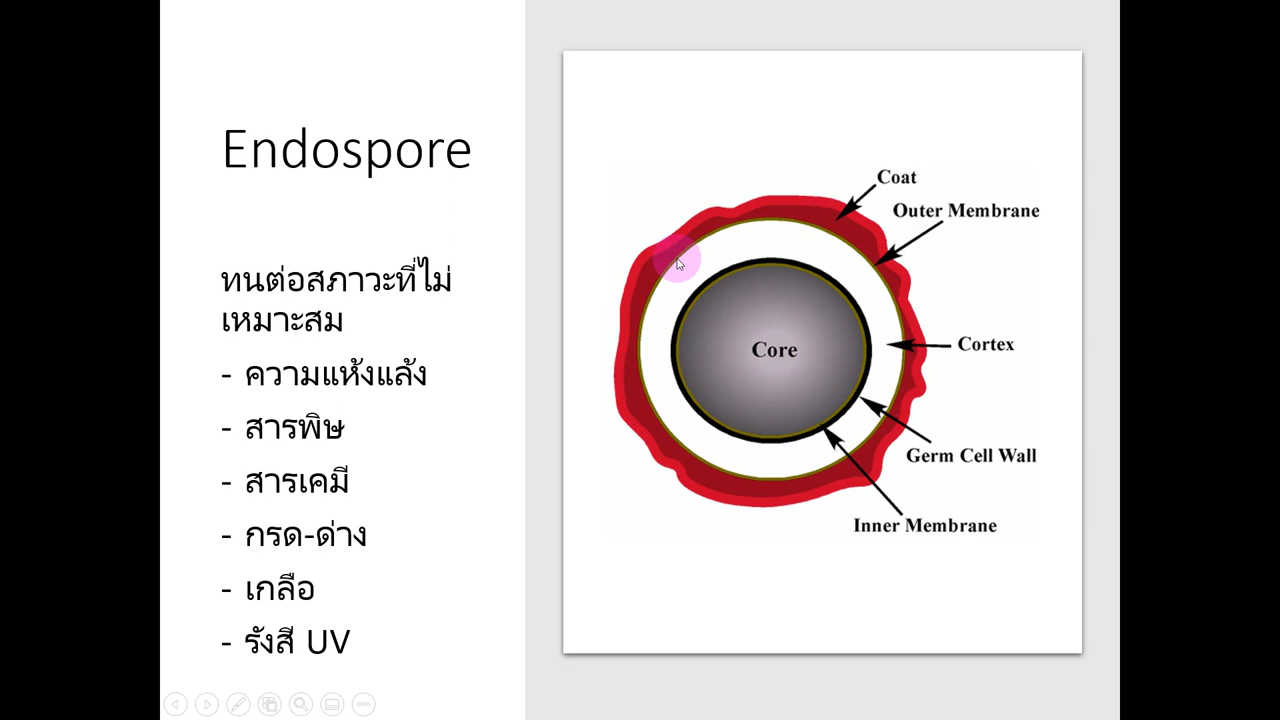 Endospore
ทนต่อสภาวะที่ไม่
เหมาะสม
- ความแห้งแล้ง
- สารพิษ
- สารเคมี
- กรด-ด่าง
- เกลือ
- รังสี UV
Coat
Outer Membrane
Core
Cortex
Germ Cell Wall
Inner Membrane